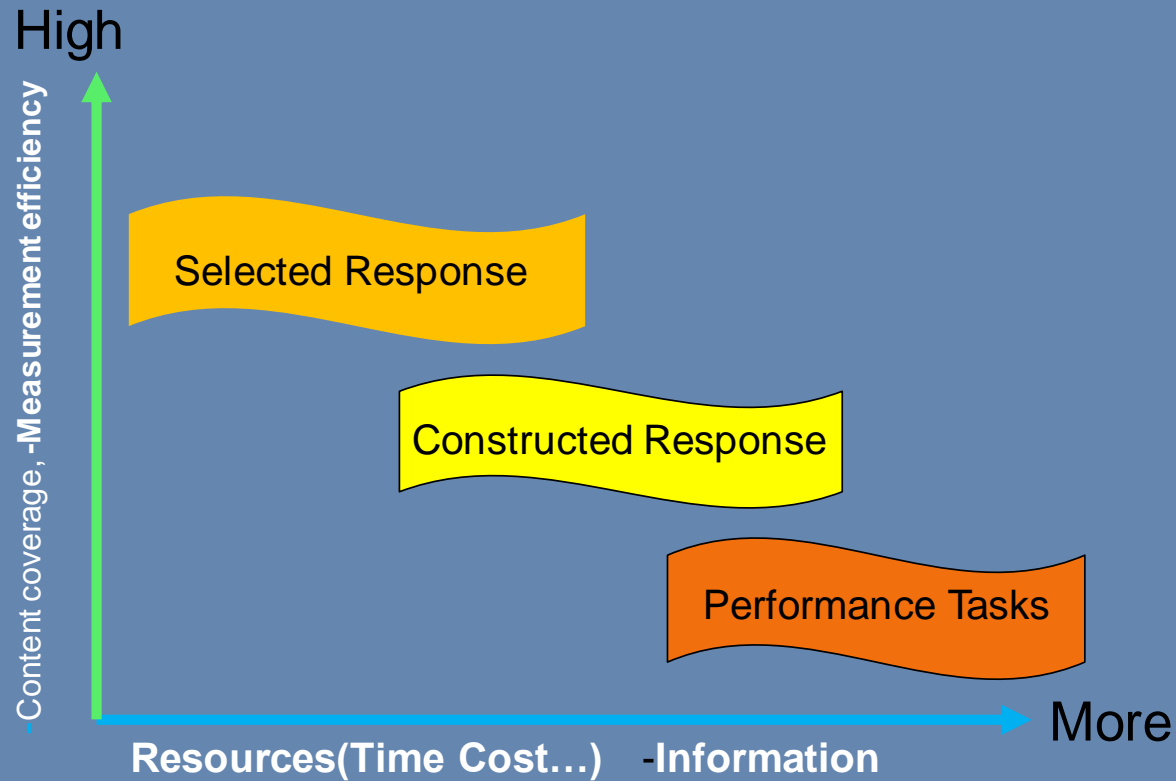 High
-Content coverage, -Measurement efficiency
Selected Response
Constructed Response
Performance Tasks
More
Resources(Time Cost…) -Information